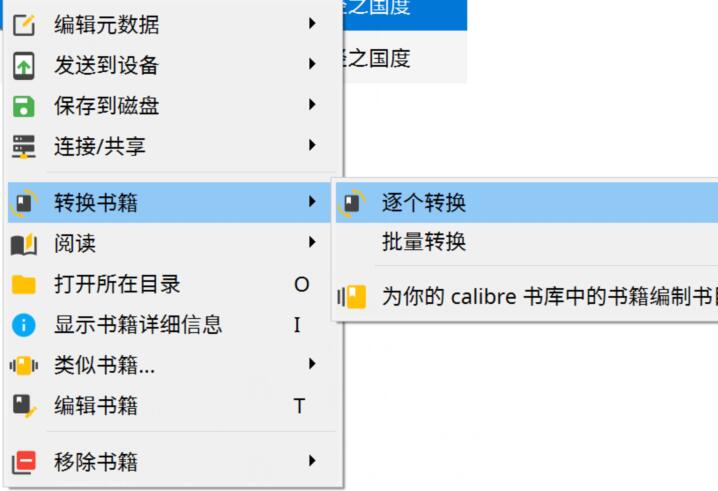 之国度
编辑元数据
发送到设备
之国度
保存到磁盘
连接/共享
转换书籍
逐个转换
阅读
批量转换
打开所在目录 O
为你的 calibre 书库中的书籍编制书
显示书籍详细信息 I
类似书籍...
编辑书籍 T
移除书籍